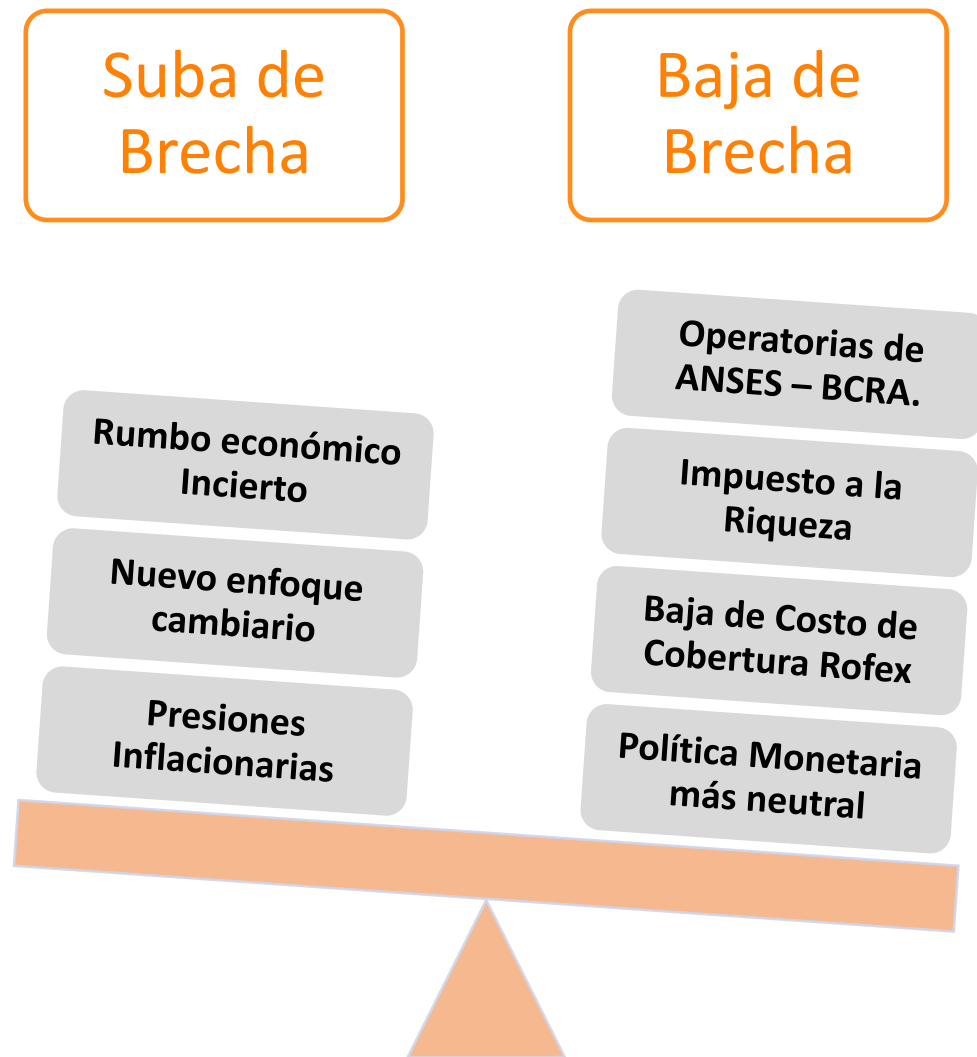 Suba de
Brecha
Baja de
Brecha
Rumbo económico
Incierto
Nuevo enfoque
cambiario
Presiones
Inflacionarias
Operatorias de
ANSES – BCRA.
Impuesto a la
Riqueza
Baja de Costo de
Cobertura Rofex
Política Monetaria
más neutral